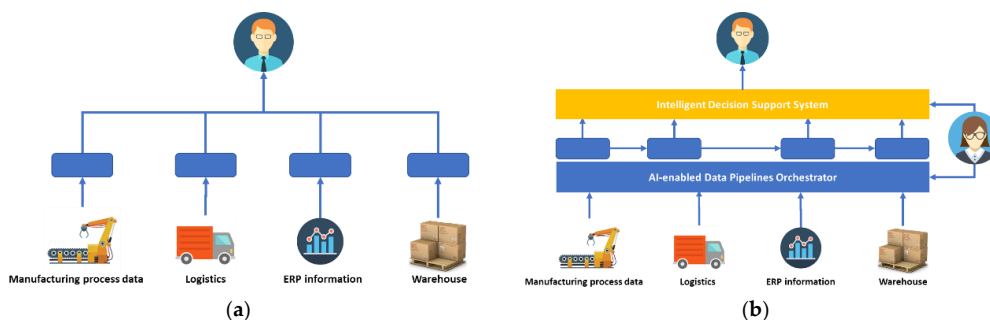 Intelligent Decision Support System
AI-enabled Data Pipelines Orchestrator
Manufacturing process data
Logistics
ERP information
Warehouse
Manufacturing process data
Logistics
ERP information
Warehouse
(a)
(b)